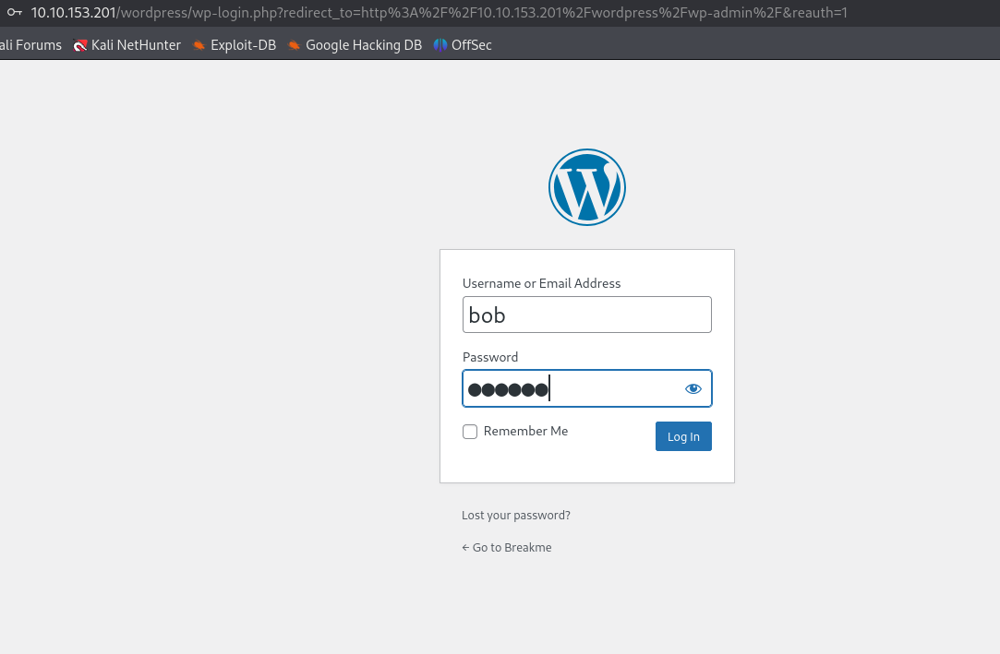 10.10.153.201/wordpress/wp-login.php?redirect_to=http%3A%2F%2F10.10.153.201%2Fwordpress%2Fwp-admin%2F&reauth=1
ali Forums Kali NetHunter Exploit-DB Google Hacking DB OffSec
Username or Email Address
bob
Password
●●●●●●
Remember Me Log In
Lost your password?
← Go to Breakme